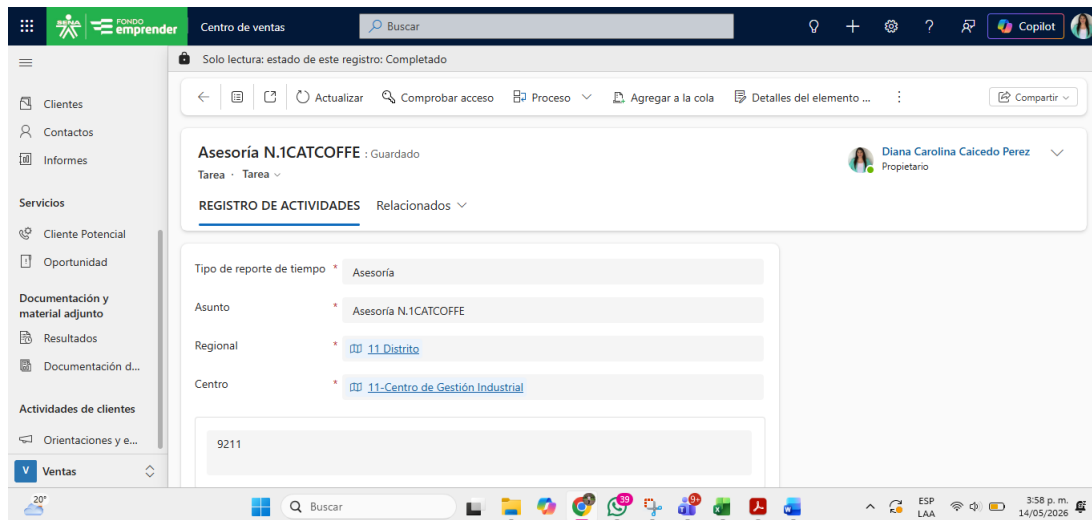 SENA FONDO emprender Centro de ventas Buscar Copilot
Solo lectura: estado de este registro: Completado
Actualizar Comprobar acceso Proceso Agregar a la cola Detalles del elemento ... Compartir
Clientes
Contactos
Informes
Servicios
Cliente Potencial
Oportunidad
Documentación y
material adjunto
Resultados
Documentación d...
Actividades de clientes
Orientaciones y e...
V Ventas
Asesoría N.1CATCOFFE : Guardado
Tarea · Tarea
Diana Carolina Caicedo Perez
Propietario
REGISTRO DE ACTIVIDADES Relacionados
Tipo de reporte de tiempo * Asesoría
Asunto * Asesoría N.1CATCOFFE
Regional * 11 Distrito
Centro * 11-Centro de Gestión Industrial
9211
20° Buscar 39 9+ ESP 3:58 p. m.
LAA 14/05/2026